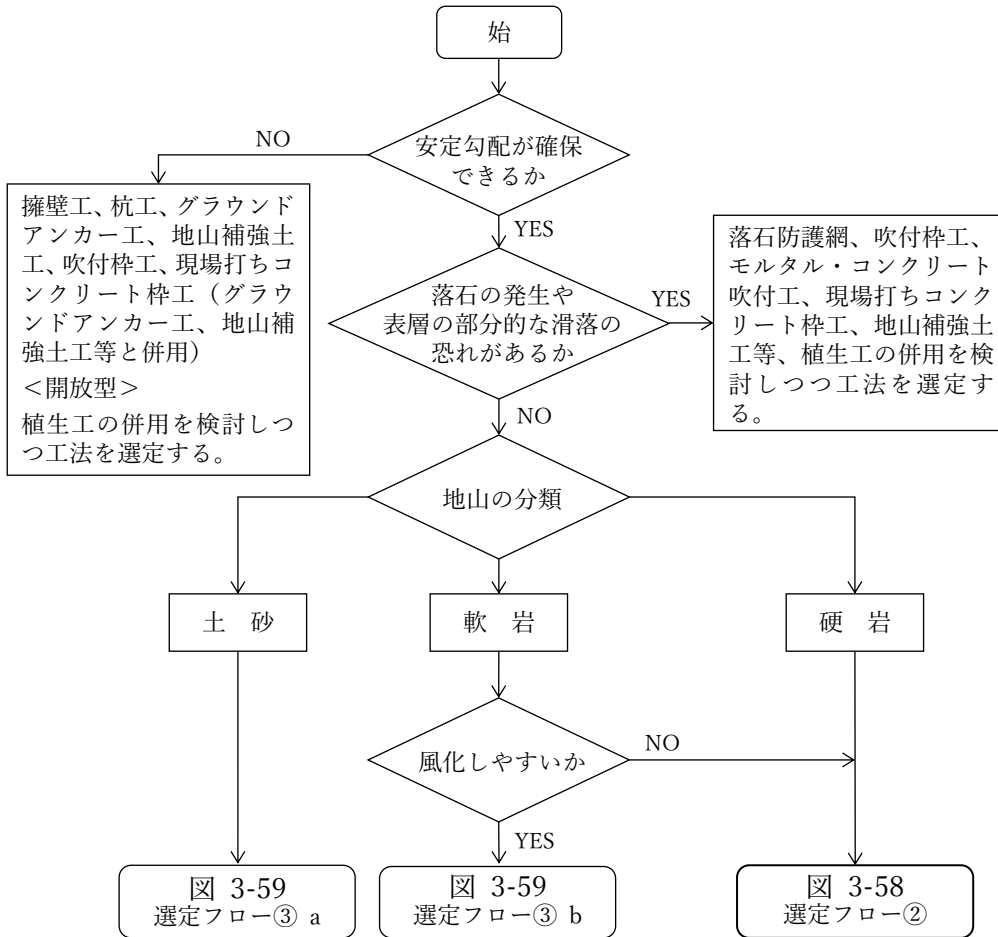 始
安定勾配が確保
できるか
NO
擁壁工、杭工、グラウンド
アンカー工、地山補強土
工、吹付枠工、現場打ちコ
ンクリート枠工（グラウ
ンドアンカー工、地山補
強土工等と併用）
＜開放型＞
植生工の併用を検討しつ
つ工法を選定する。
YES
落石の発生や
表層の部分的な滑落の
恐れがあるか
YES
落石防護網、吹付枠工、
モルタル・コンクリート
吹付工、現場打ちコンク
リート枠工、地山補強土
工等、植生工の併用を検
討しつつ工法を選定す
る。
NO
地山の分類
土　砂
軟　岩
硬　岩
風化しやすいか
NO
YES
図 3-59
選定フロー③ a
図 3-59
選定フロー③ b
図 3-58
選定フロー②